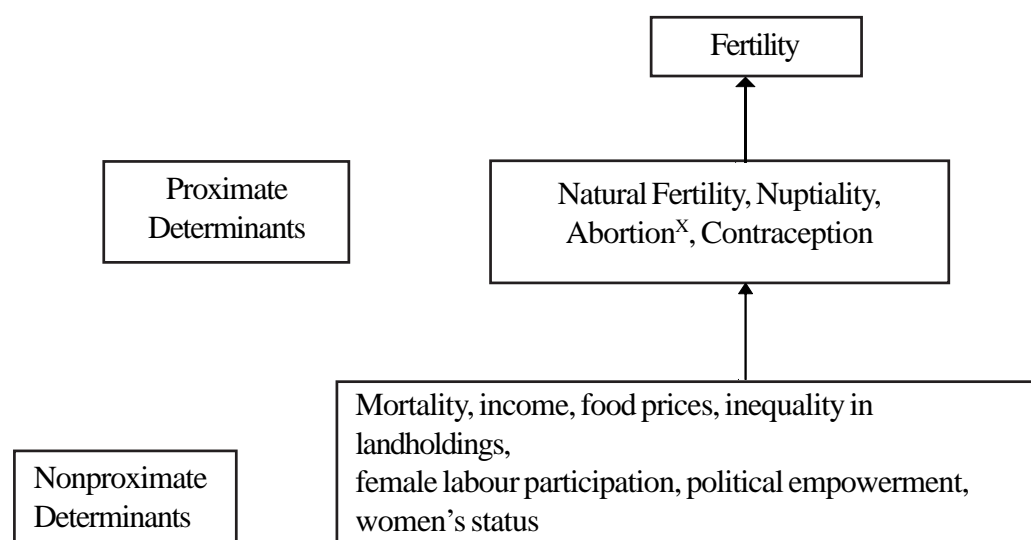 Fertility
Proximate
Determinants
Natural Fertility, Nuptiality,
Abortion^X, Contraception
Mortality, income, food prices, inequality in
landholdings,
female labour participation, political empowerment,
women’s status
Nonproximate
Determinants